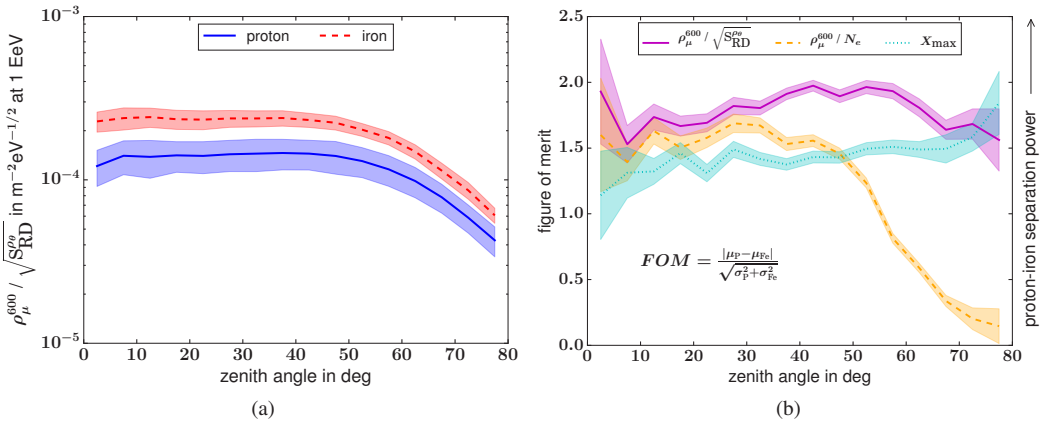 10⁻³
10⁻⁴
10⁻⁵
ρ_μ^600 / √S_RD^ρθ in m⁻²eV⁻¹/² at 1 EeV
proton iron
0 10 20 30 40 50 60 70 80
zenith angle in deg
(a)
2.5
2.0
1.5
1.0
0.5
0.0
figure of merit
ρ_μ^600 / √S_RD^ρθ ρ_μ^600 / N_e X_max
FOM = |μ_P−μ_Fe| / √σ_P^2+σ_Fe^2
0 10 20 30 40 50 60 70 80
zenith angle in deg
proton-iron separation power ⟶
(b)